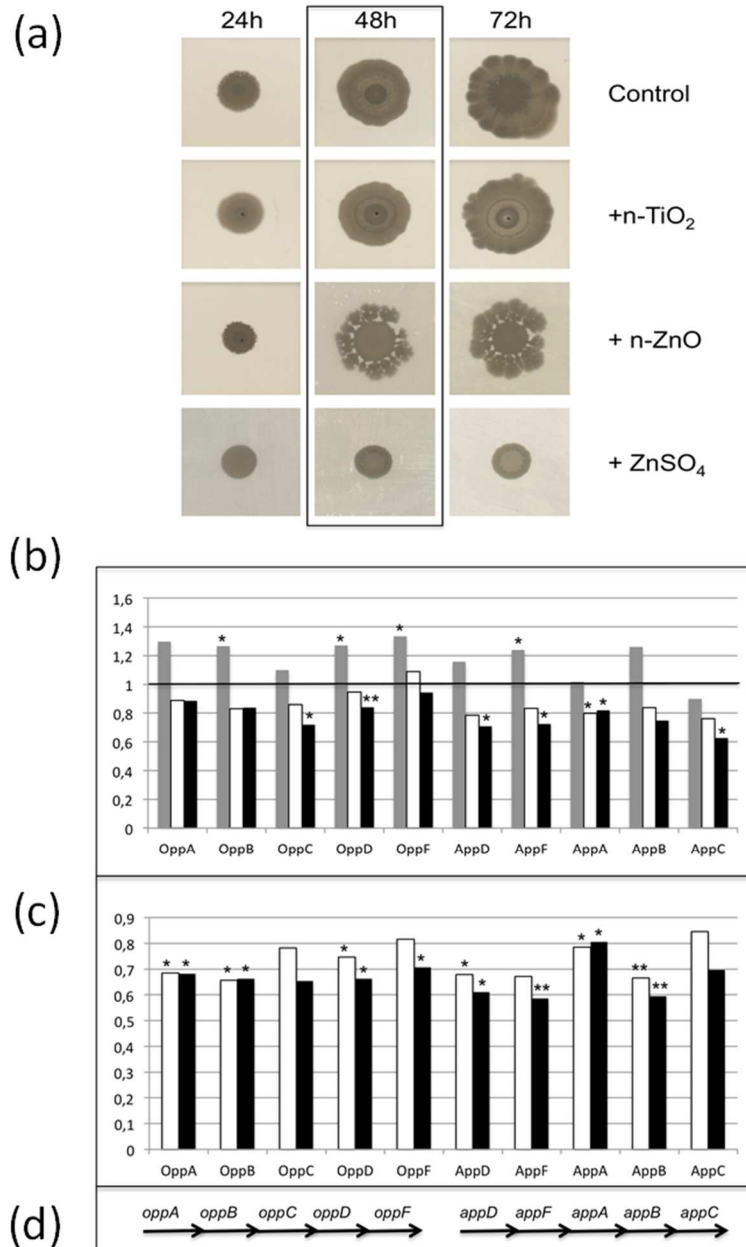 (a)
24h 48h 72h
Control
+n-TiO₂
+ n-ZnO
+ ZnSO₄
(b)
1,6
1,4
1,2
1
0,8
0,6
0,4
0,2
0
* * * * * ** * * * * *
OppA OppB OppC OppD OppF AppD AppF AppA AppB AppC
(c)
0,9
0,8
0,7
0,6
0,5
0,4
0,3
0,2
0,1
0
* * * * * * * * * ** * * ** **
OppA OppB OppC OppD OppF AppD AppF AppA AppB AppC
(d)
oppA oppB oppC oppD oppF appD appF appA appB appC